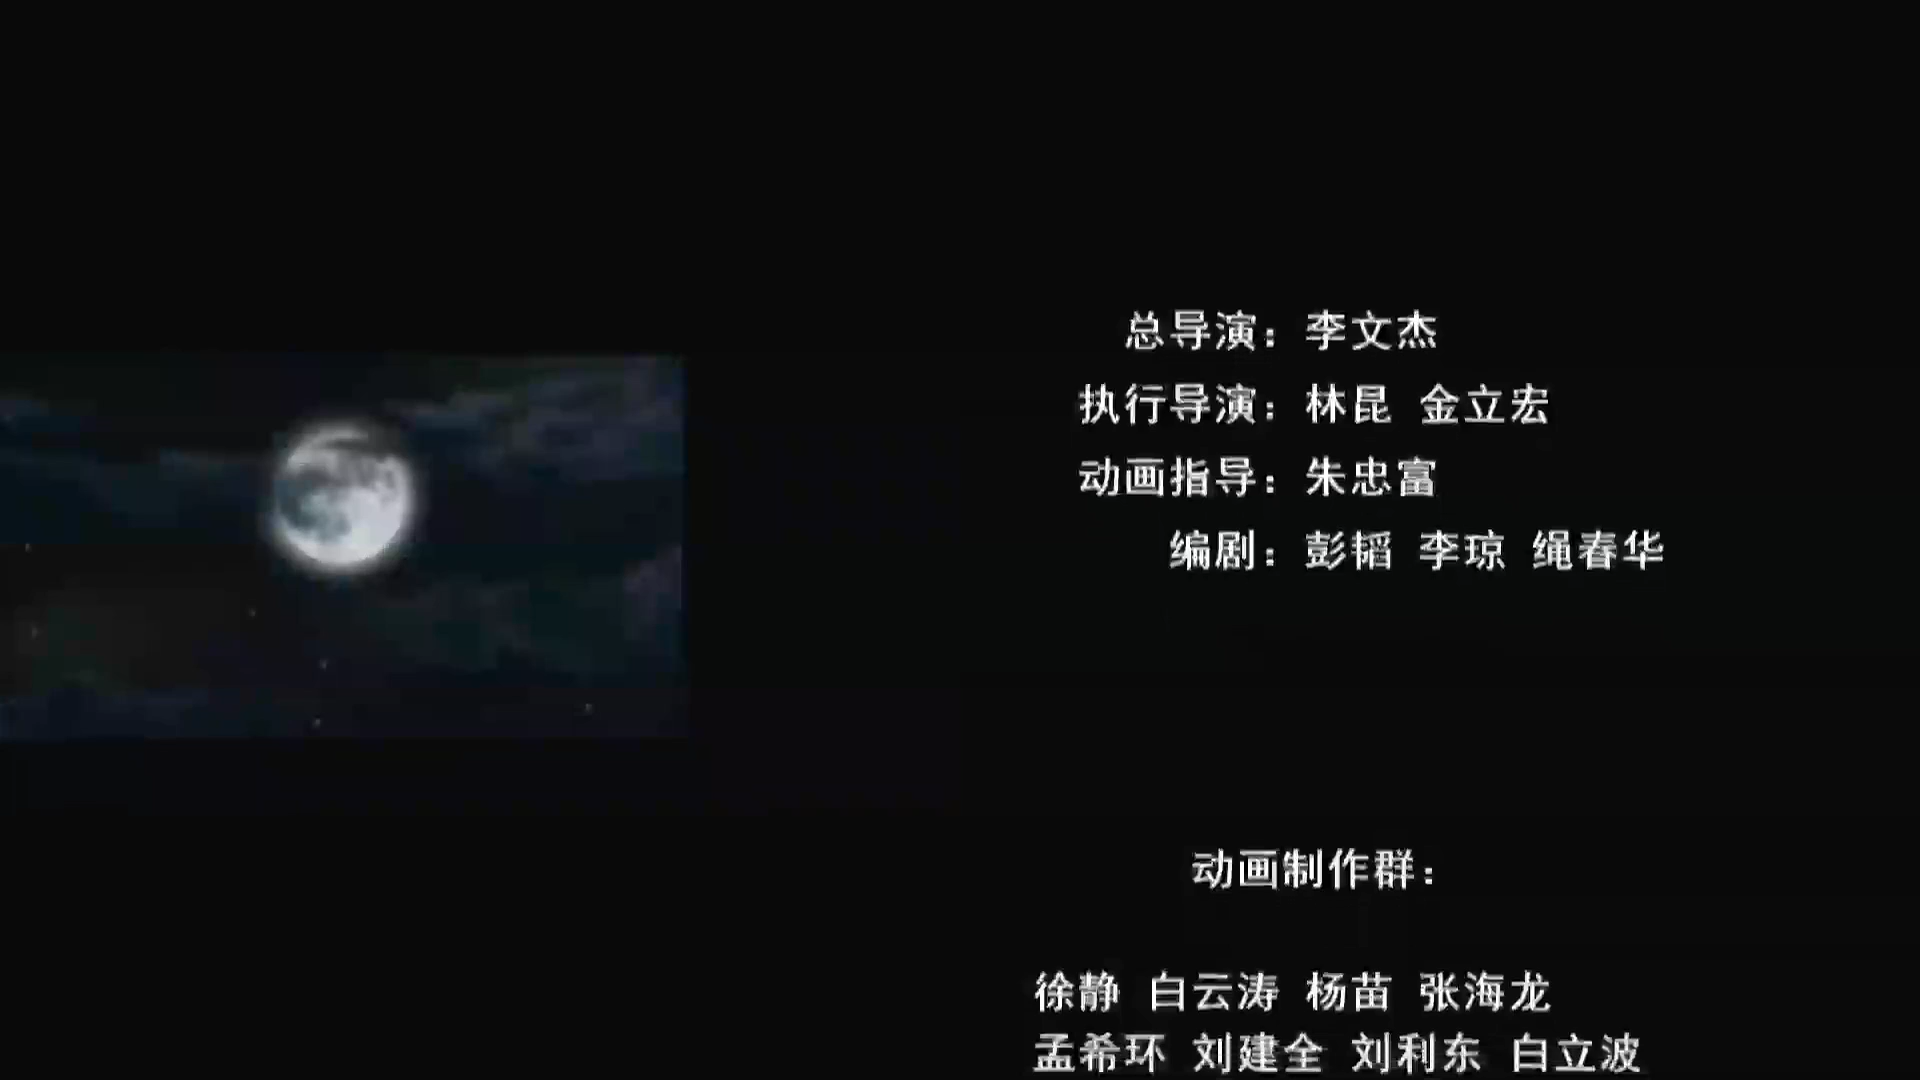 总导演：李文杰
执行导演：林昆 金立宏
动画指导：朱忠富
编剧：彭韬 李琼 绳春华
动画制作群：
徐静 白云涛 杨苗 张海龙
孟希环 刘建全 刘利东 白立波